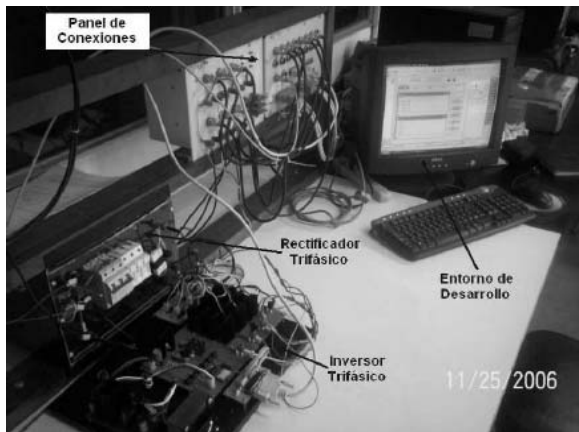 Panel de
Conexiones
Rectificador
Trifásico
Entorno de
Desarrollo
Inversor
Trifásico
11/25/2006